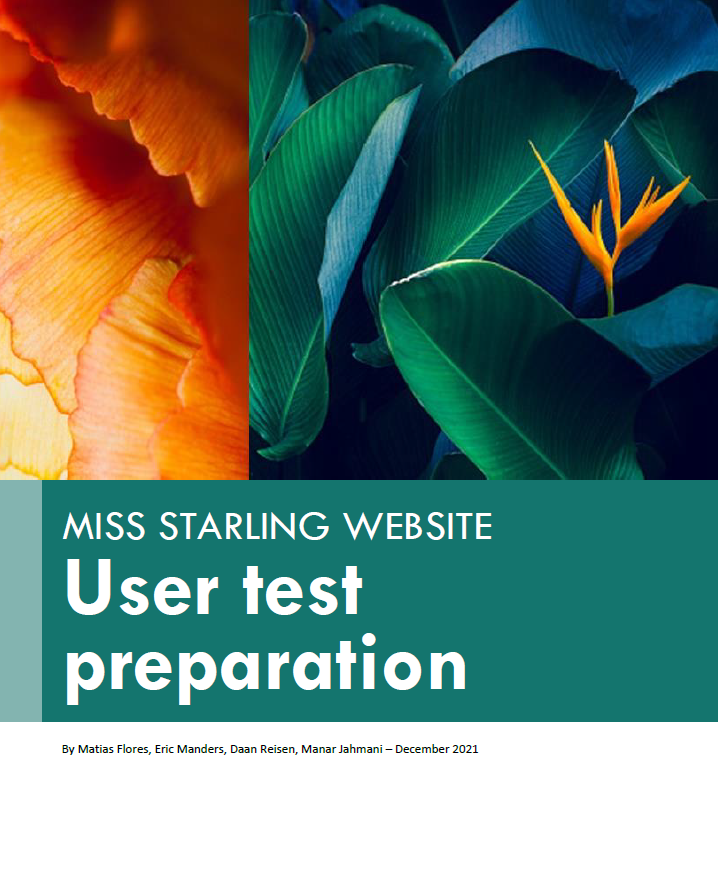 MISS STARLING WEBSITE
User test
preparation
By Matias Flores, Eric Manders, Daan Reisen, Manar Jahmani – December 2021